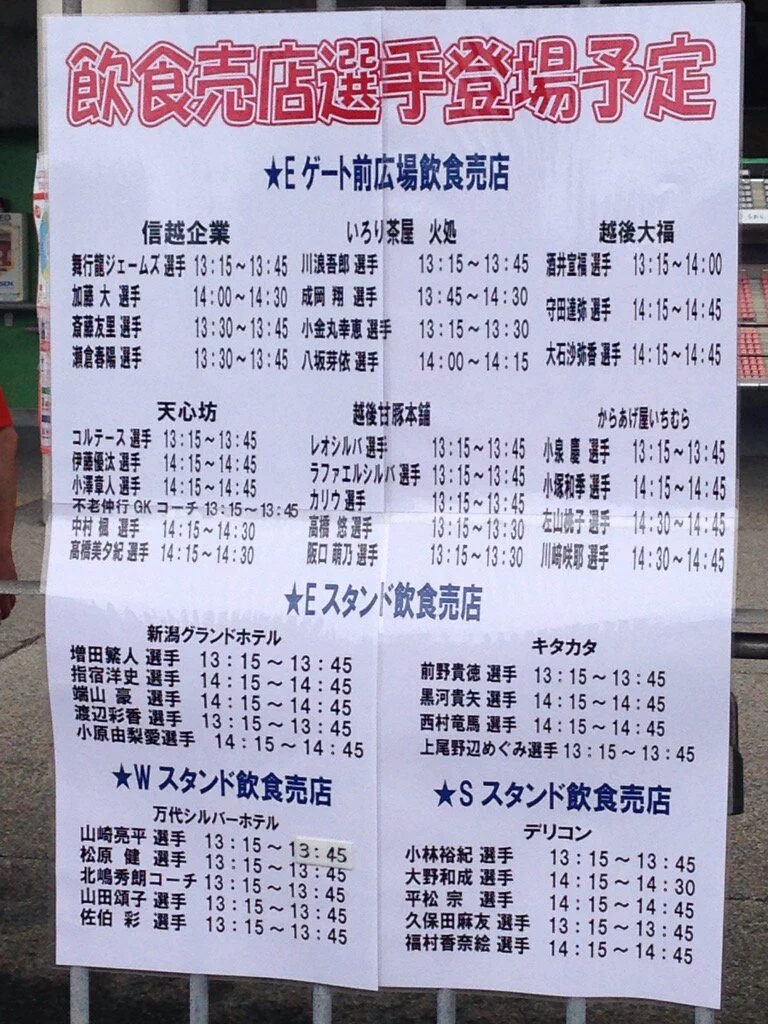 飲食売店選手登場予定
★E ゲート前広場飲食売店
信越企業
舞行龍ジェームズ 選手 13：15～13：45
加藤 大 選手 14：00～14：30
斎藤友里 選手 13：30～13：45
瀬倉春陽 選手 13：30～13：45
いろり茶屋 火処
川浪吾郎 選手 13：15～13：45
成岡 翔 選手 13：45～14：30
小金丸幸恵 選手 13：15～13：30
八坂芽依 選手 14：00～14：15
越後大福
酒井宣福 選手 13：15～14：00
守田達弥 選手 14：15～14：45
大石沙弥香 選手 14：15～14：45
天心坊
コルテース 選手 13：15～13：45
伊藤優汰 選手 14：15～14：45
小澤章人 選手 14：15～14：45
不老伸行 GK コーチ 13：15～13：45
中村 楓 選手 14：15～14：30
高橋美夕紀 選手 14：15～14：30
越後甘豚本舗
レオシルバ 選手 13：15～13：45
ラファエルシルバ 選手 13：15～13：45
カリウ 選手 13：15～13：45
高橋 悠 選手 13：15～13：30
阪口 萌乃 選手 13：15～13：30
からあげ屋いちむら
小泉 慶 選手 13：15～13：45
小塚和季 選手 14：15～14：45
左山桃子 選手 14：30～14：45
川崎咲耶 選手 14：30～14：45
★E スタンド飲食売店
新潟グランドホテル
増田繁人 選手 13：15～13：45
指宿洋史 選手 14：15～14：45
端山 豪 選手 14：15～14：45
渡辺彩香 選手 13：15～13：45
小原由梨愛選手 14：15～14：45
キタカタ
前野貴徳 選手 13：15～13：45
黒河貴矢 選手 14：15～14：45
西村竜馬 選手 14：15～14：45
上尾野辺めぐみ選手 13：15～13：45
★W スタンド飲食売店
万代シルバーホテル
山崎亮平 選手 13：15～13：45
松原 健 選手 13：15～13：45
北嶋秀朗コーチ 13：15～13：45
山田頌子 選手 13：15～13：45
佐伯 彩 選手 13：15～13：45
★S スタンド飲食売店
デリコン
小林裕紀 選手 13：15～13：45
大野和成 選手 14：15～14：30
平松 宗 選手 14：15～14：45
久保田麻友 選手 13：15～13：45
福村香奈絵 選手 14：15～14：45